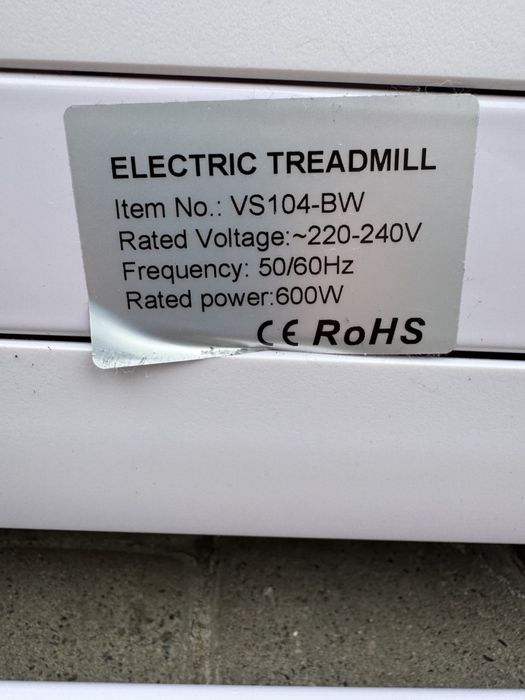 ELECTRIC TREADMILL
Item No.: VS104-BW
Rated Voltage:~220-240V
Frequency: 50/60Hz
Rated power:600W
CE RoHS